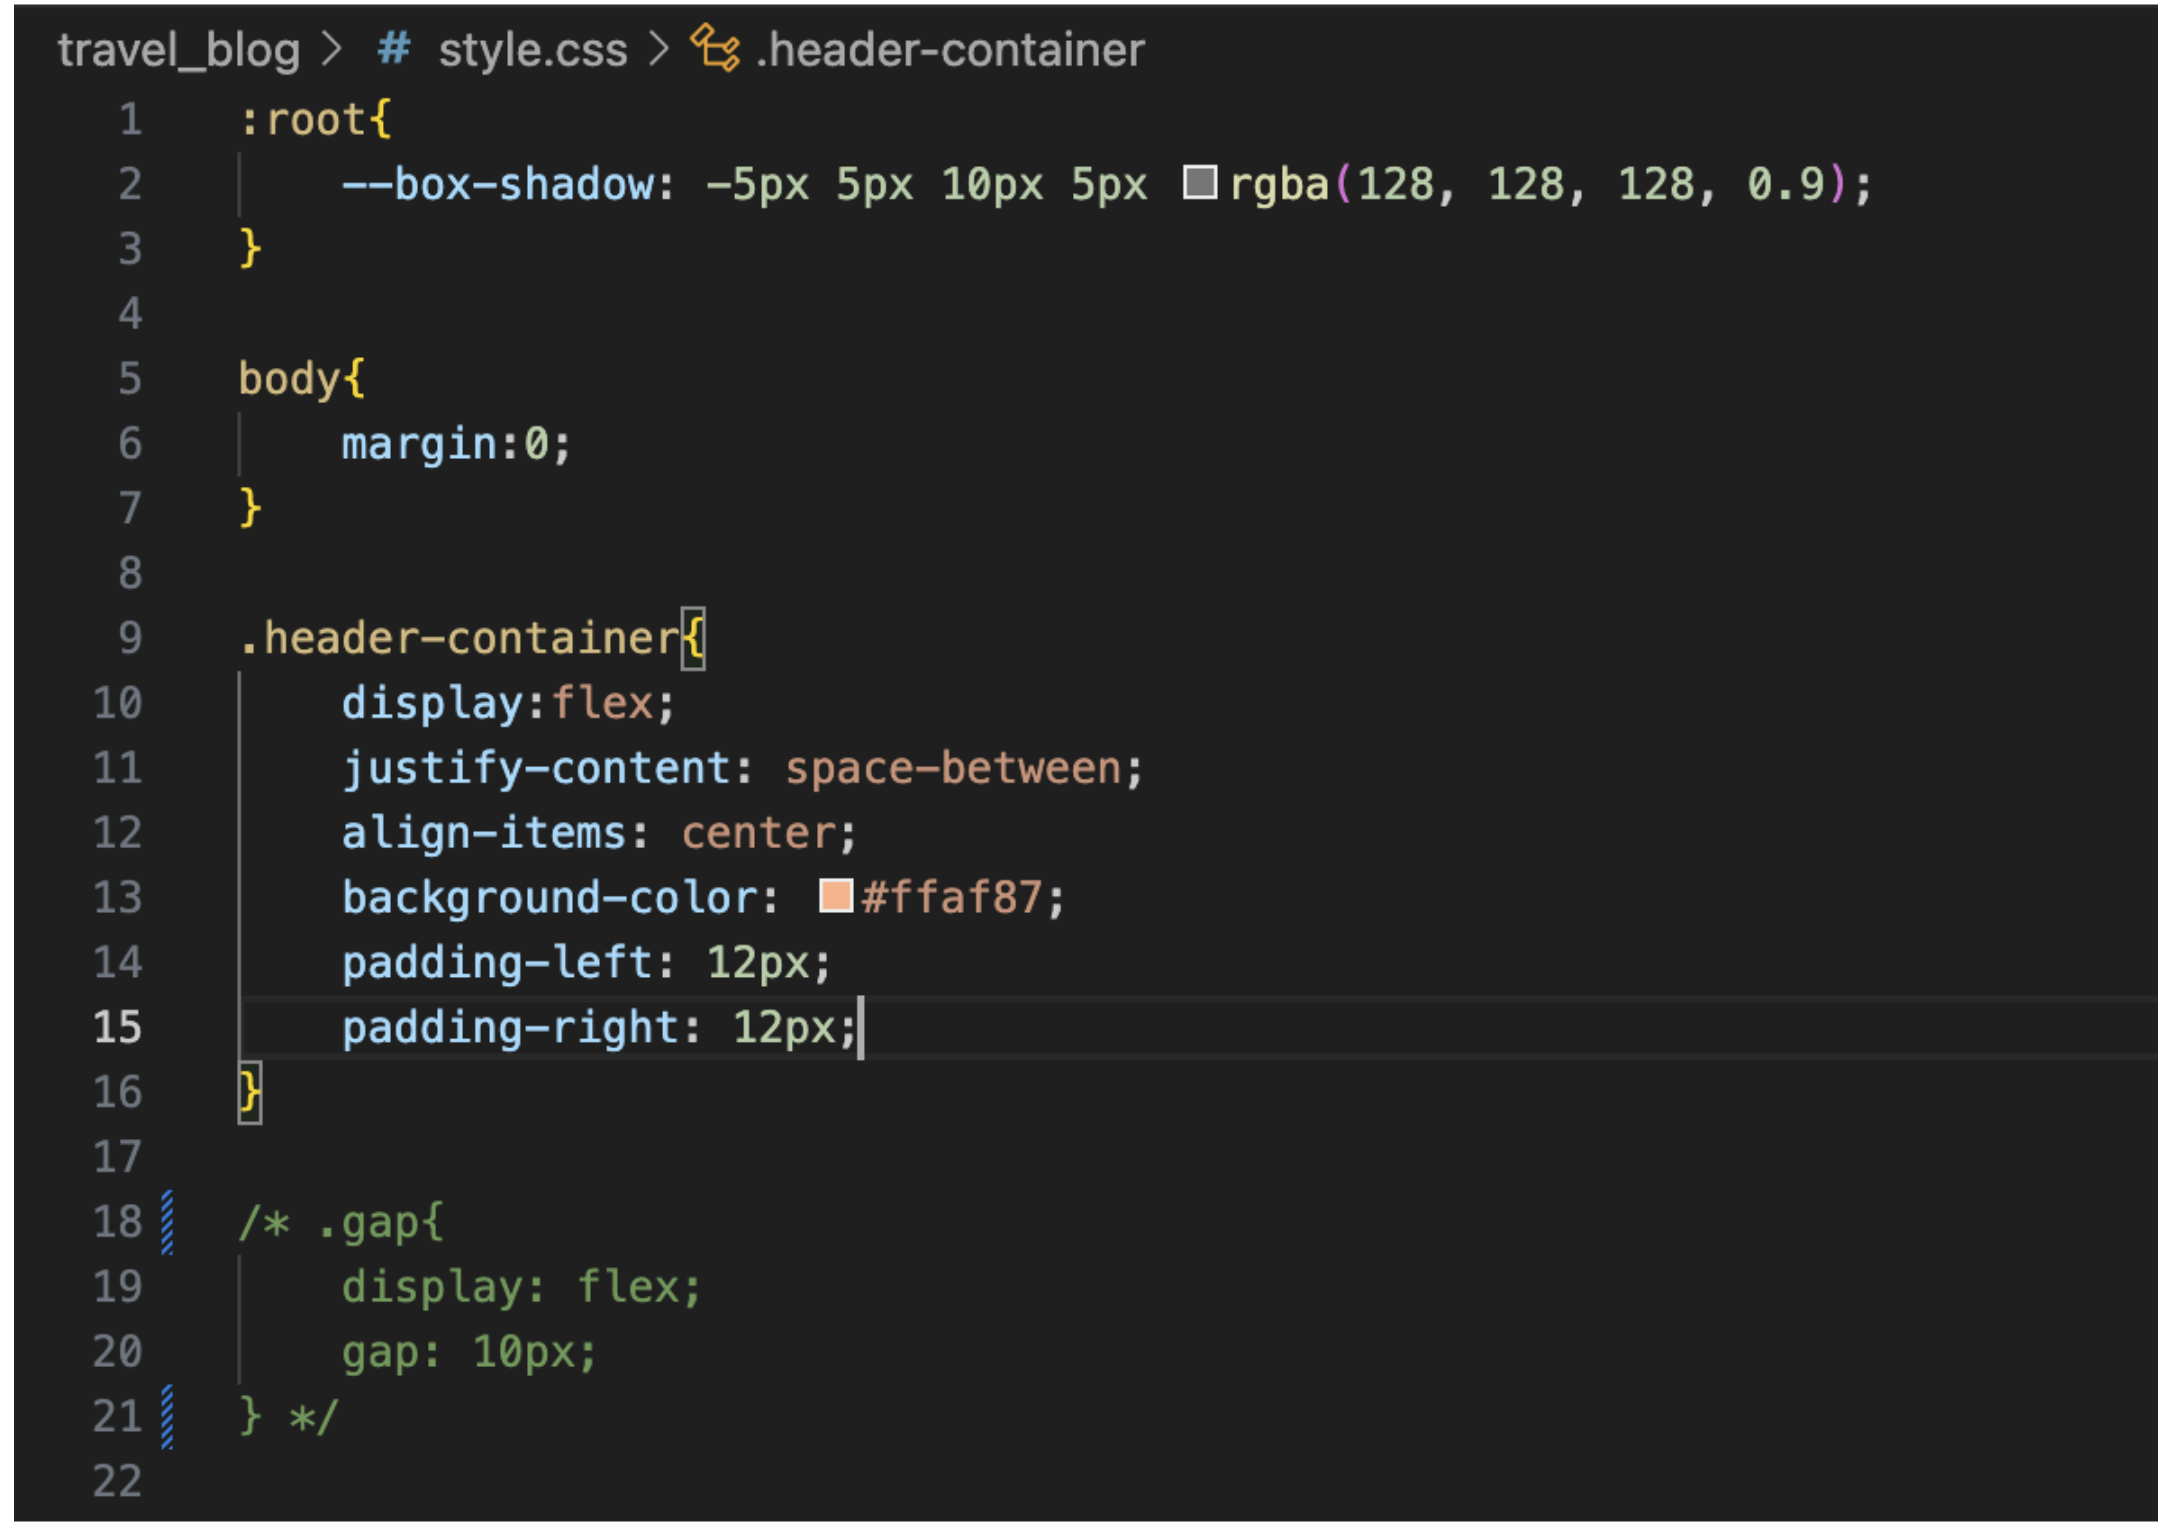 travel_blog > # style.css > .header-container
1 :root{
2     --box-shadow: -5px 5px 10px 5px rgba(128, 128, 128, 0.9);
3 }
4
5 body{
6     margin:0;
7 }
8
9 .header-container{
10     display:flex;
11     justify-content: space-between;
12     align-items: center;
13     background-color: #ffaf87;
14     padding-left: 12px;
15     padding-right: 12px;
16 }
17
18 /* .gap{
19     display: flex;
20     gap: 10px;
21 } */
22